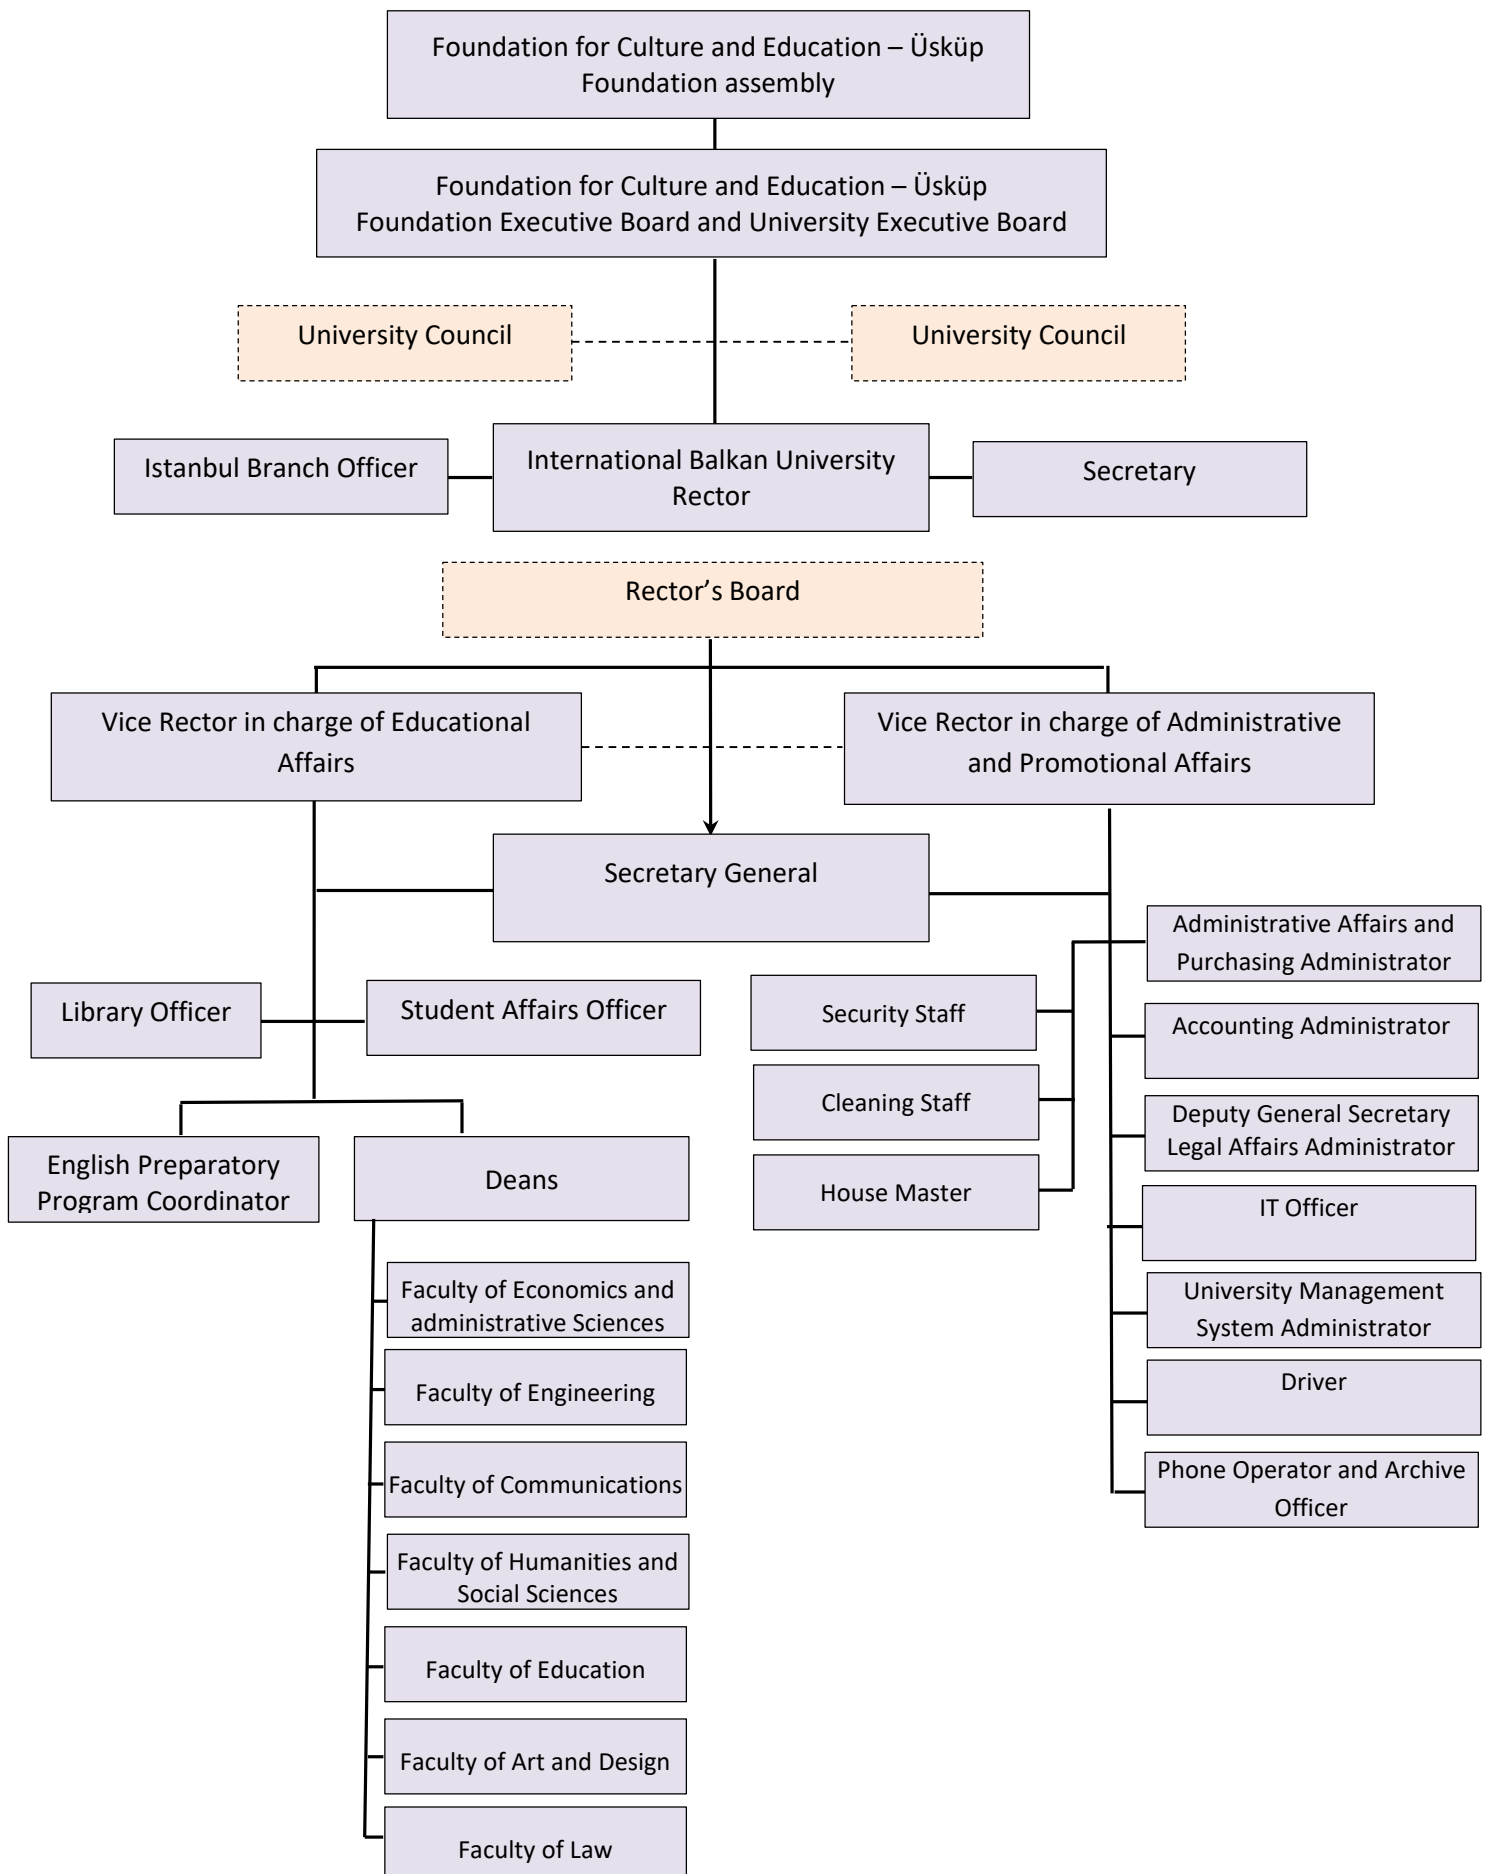 Foundation for Culture and Education – Üsküp
Foundation assembly
Foundation for Culture and Education – Üsküp
Foundation Executive Board and University Executive Board
University Council
University Council
Istanbul Branch Officer
International Balkan University
Rector
Secretary
Rector’s Board
Vice Rector in charge of Educational
Affairs
Vice Rector in charge of Administrative
and Promotional Affairs
Secretary General
Library Officer
Student Affairs Officer
English Preparatory
Program Coordinator
Deans
Faculty of Economics and
administrative Sciences
Faculty of Engineering
Faculty of Communications
Faculty of Humanities and
Social Sciences
Faculty of Education
Faculty of Art and Design
Faculty of Law
Security Staff
Cleaning Staff
House Master
Administrative Affairs and
Purchasing Administrator
Accounting Administrator
Deputy General Secretary
Legal Affairs Administrator
IT Officer
University Management
System Administrator
Driver
Phone Operator and Archive
Officer